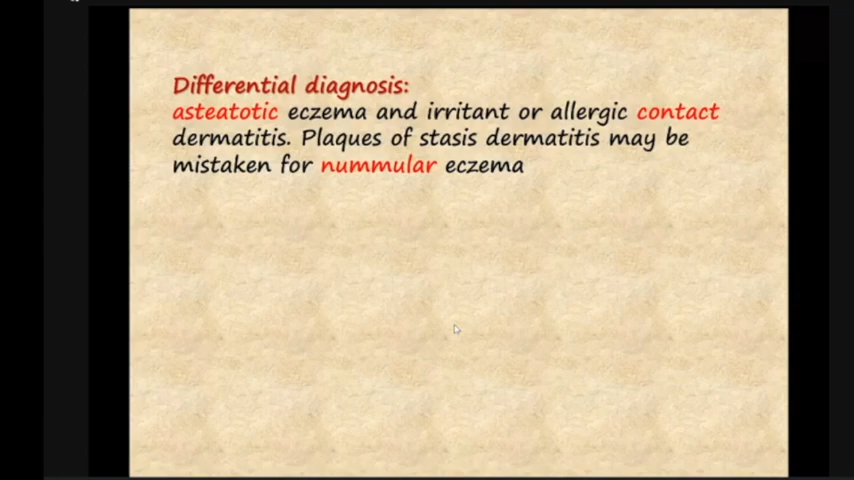 Differential diagnosis:
asteatotic eczema and irritant or allergic contact
dermatitis. Plaques of stasis dermatitis may be
mistaken for nummular eczema